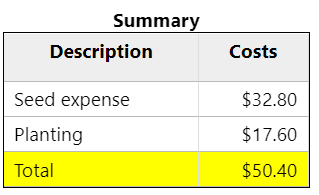 Summary
Description Costs
Seed expense $32.80
Planting $17.60
Total $50.40